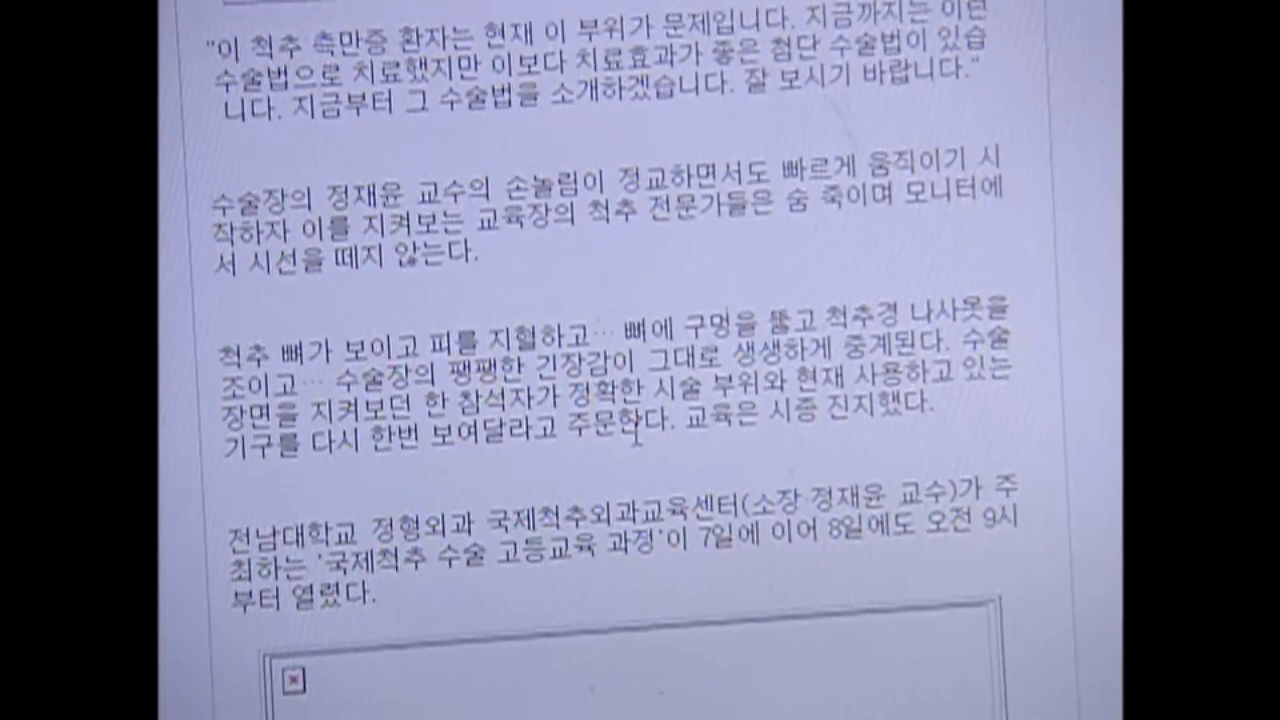 "이 척추 측만증 환자는 현재 이 부위가 문제입니다. 지금까지는 이런
수술법으로 치료했지만 이보다 치료효과가 좋은 첨단 수술법이 있습
니다. 지금부터 그 수술법을 소개하겠습니다. 잘 보시기 바랍니다."
수술장의 정재윤 교수의 손놀림이 정교하면서도 빠르게 움직이기 시
작하자 이를 지켜보는 교육장의 척추 전문가들은 숨 죽이며 모니터에
서 시선을 떼지 않는다.
척추 뼈가 보이고 피를 지혈하고… 뼈에 구멍을 뚫고 척추경 나사못을
조이고… 수술장의 팽팽한 긴장감이 그대로 생생하게 중계된다. 수술
장면을 지켜보던 한 참석자가 정확한 시술 부위와 현재 사용하고 있는
기구를 다시 한번 보여달라고 주문한다. 교육은 시종 진지했다.
전남대학교 정형외과 국제척추외과교육센터(소장 정재윤 교수)가 주
최하는 '국제척추 수술 고등교육 과정'이 7일에 이어 8일에도 오전 9시
부터 열렸다.